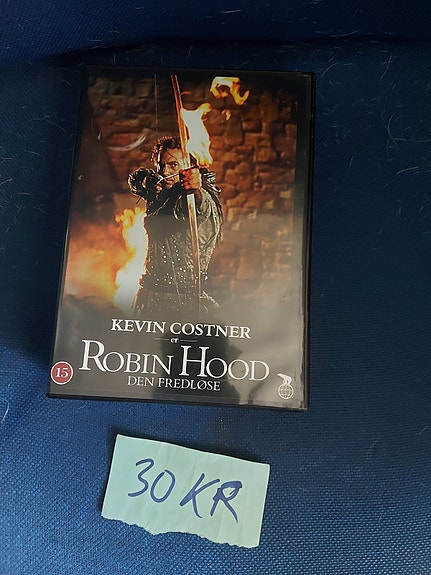 KEVIN COSTNER
er
ROBIN HOOD
DEN FREDLØSE
15
30 KR